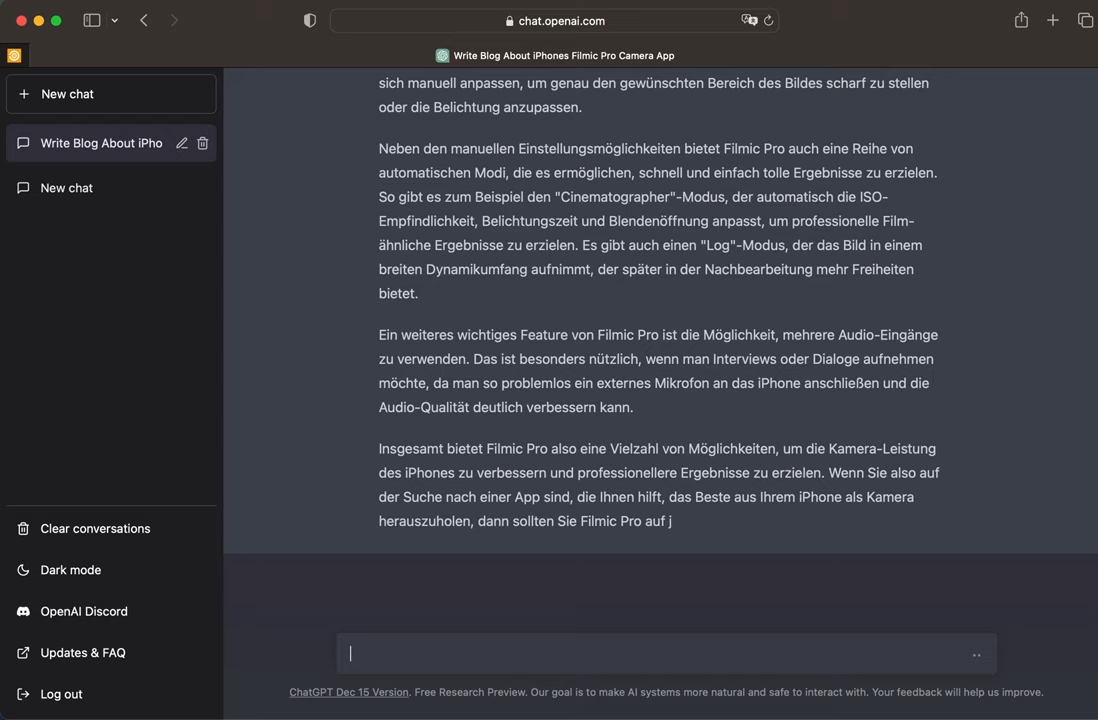 chat.openai.com
Write Blog About iPhones Filmic Pro Camera App
New chat
Write Blog About iPho
New chat
sich manuell anpassen, um genau den gewünschten Bereich des Bildes scharf zu stellen
oder die Belichtung anzupassen.
Neben den manuellen Einstellungsmöglichkeiten bietet Filmic Pro auch eine Reihe von
automatischen Modi, die es ermöglichen, schnell und einfach tolle Ergebnisse zu erzielen.
So gibt es zum Beispiel den "Cinematographer"-Modus, der automatisch die ISO-
Empfindlichkeit, Belichtungszeit und Blendenöffnung anpasst, um professionelle Film-
ähnliche Ergebnisse zu erzielen. Es gibt auch einen "Log"-Modus, der das Bild in einem
breiten Dynamikumfang aufnimmt, der später in der Nachbearbeitung mehr Freiheiten
bietet.
Ein weiteres wichtiges Feature von Filmic Pro ist die Möglichkeit, mehrere Audio-Eingänge
zu verwenden. Das ist besonders nützlich, wenn man Interviews oder Dialoge aufnehmen
möchte, da man so problemlos ein externes Mikrofon an das iPhone anschließen und die
Audio-Qualität deutlich verbessern kann.
Insgesamt bietet Filmic Pro also eine Vielzahl von Möglichkeiten, um die Kamera-Leistung
des iPhones zu verbessern und professionellere Ergebnisse zu erzielen. Wenn Sie also auf
der Suche nach einer App sind, die Ihnen hilft, das Beste aus Ihrem iPhone als Kamera
herauszuholen, dann sollten Sie Filmic Pro auf j
Clear conversations
Dark mode
OpenAI Discord
Updates & FAQ
Log out
ChatGPT Dec 15 Version. Free Research Preview. Our goal is to make AI systems more natural and safe to interact with. Your feedback will help us improve.